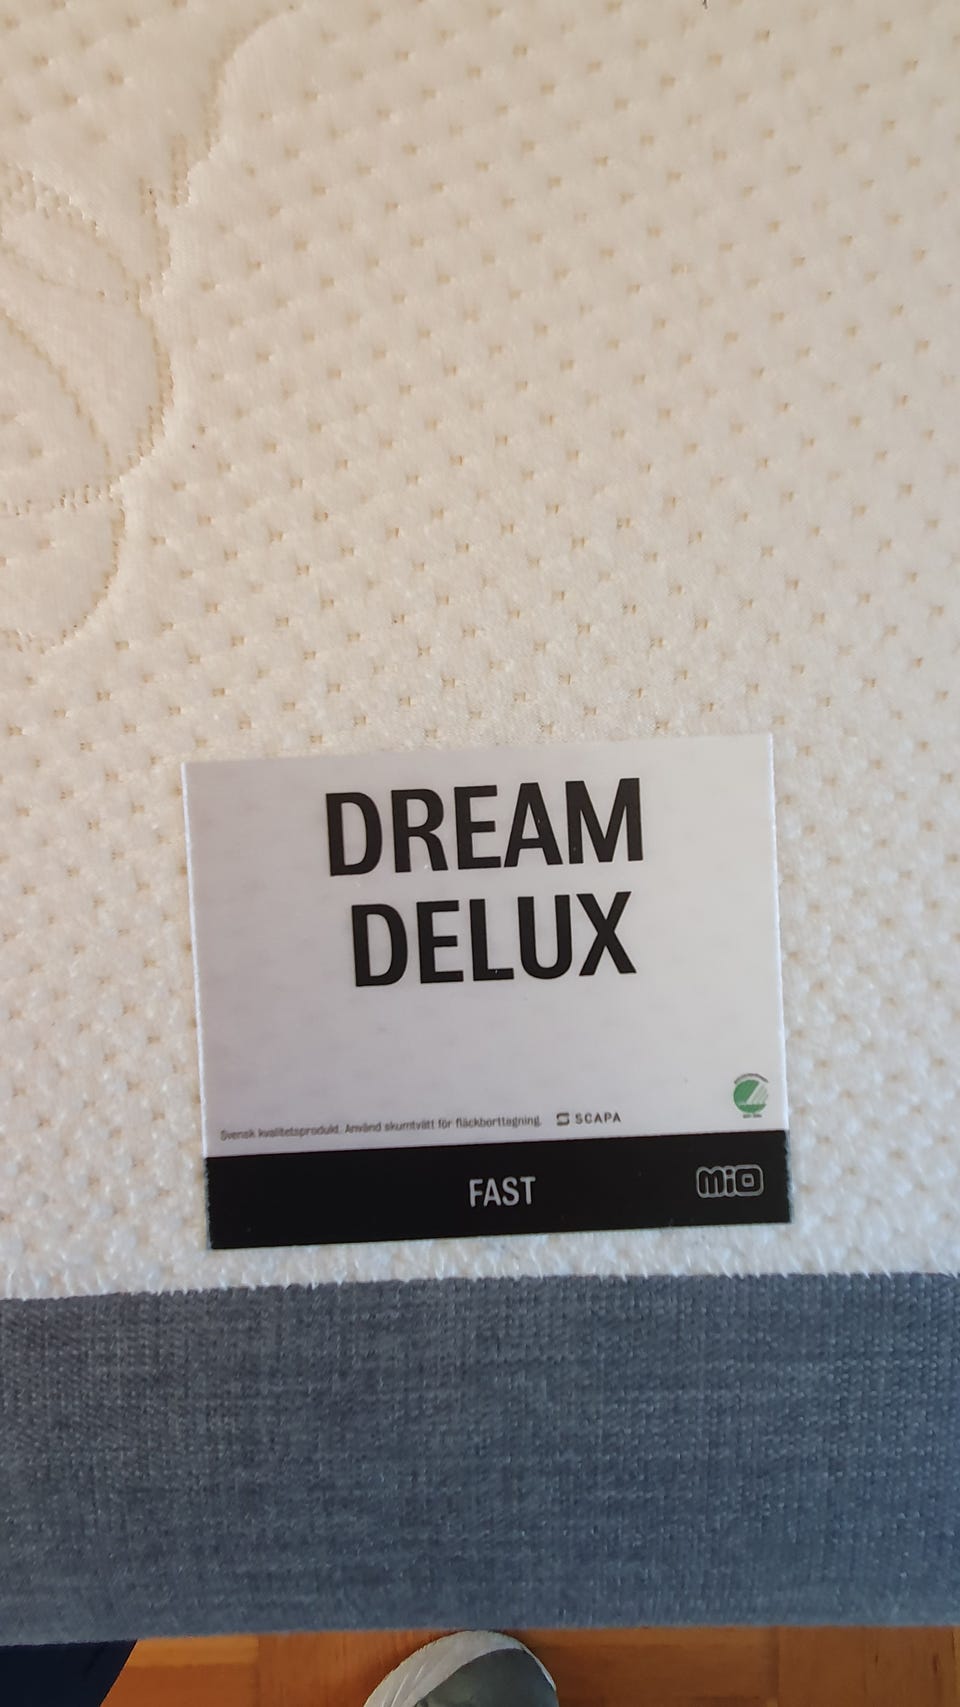 DREAM
DELUX
Svensk kvalitetsprodukt. Använd skumtvätt för fläckborttagning. SCAPA
FAST
mio